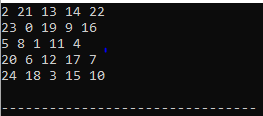 2 21 13 14 22
23 0 19 9 16
5 8 1 11 4
20 6 12 17 7
24 18 3 15 10
--------------------------------